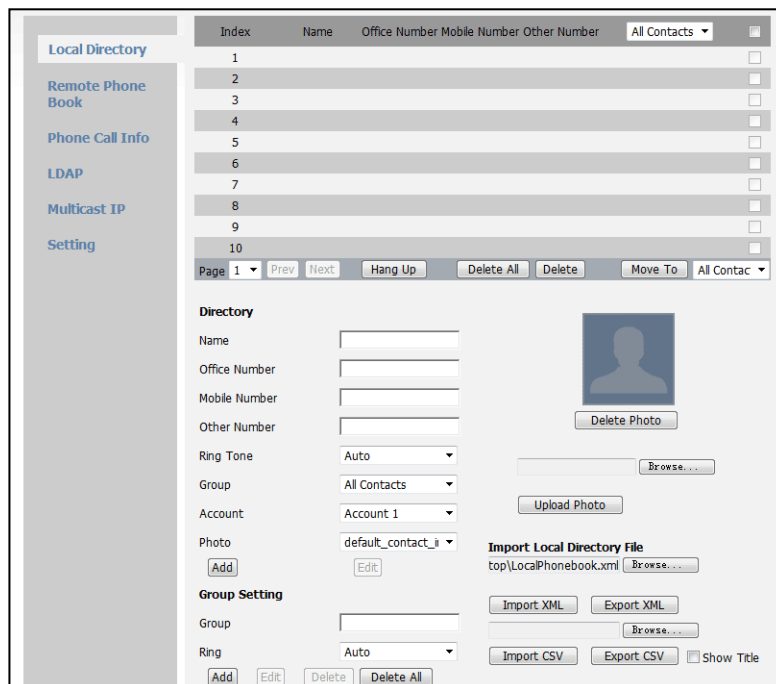 Local Directory
Remote Phone
Book
Phone Call Info
LDAP
Multicast IP
Setting
Index Name Office Number Mobile Number Other Number All Contacts
1
2
3
4
5
6
7
8
9
10
Page 1 Prev Next Hang Up Delete All Delete Move To All Contac
Directory
Name
Office Number
Mobile Number
Other Number
Ring Tone Auto
Group All Contacts
Account Account 1
Photo default_contact_i
Add Edit
Group Setting
Group
Ring Auto
Add Edit Delete Delete All
Delete Photo
Browse...
Upload Photo
Import Local Directory File
top\LocalPhonebook.xml Browse...
Import XML Export XML
Browse...
Import CSV Export CSV Show Title